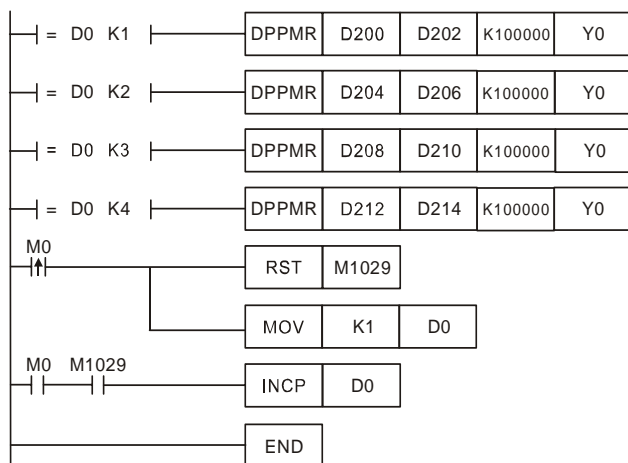 = D0 K1 DPPMR D200 D202 K100000 Y0
= D0 K2 DPPMR D204 D206 K100000 Y0
= D0 K3 DPPMR D208 D210 K100000 Y0
= D0 K4 DPPMR D212 D214 K100000 Y0
M0
RST M1029
MOV K1 D0
M0 M1029
INCP D0
END